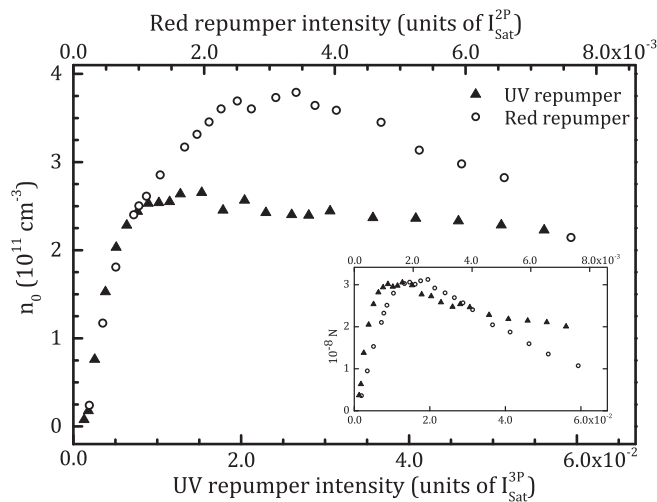 Red repumper intensity (units of I_Sat^2P)
0.0 2.0 4.0 6.0 8.0x10^-3
4
3
2
1
0
n_0 (10^11 cm^-3)
UV repumper
Red repumper
0.0 2.0 4.0 6.0 8.0x10^-3
3
2
1
0
10^-8 N
0.0 2.0 4.0 6.0x10^-2
0.0 2.0 4.0 6.0x10^-2
UV repumper intensity (units of I_Sat^3P)